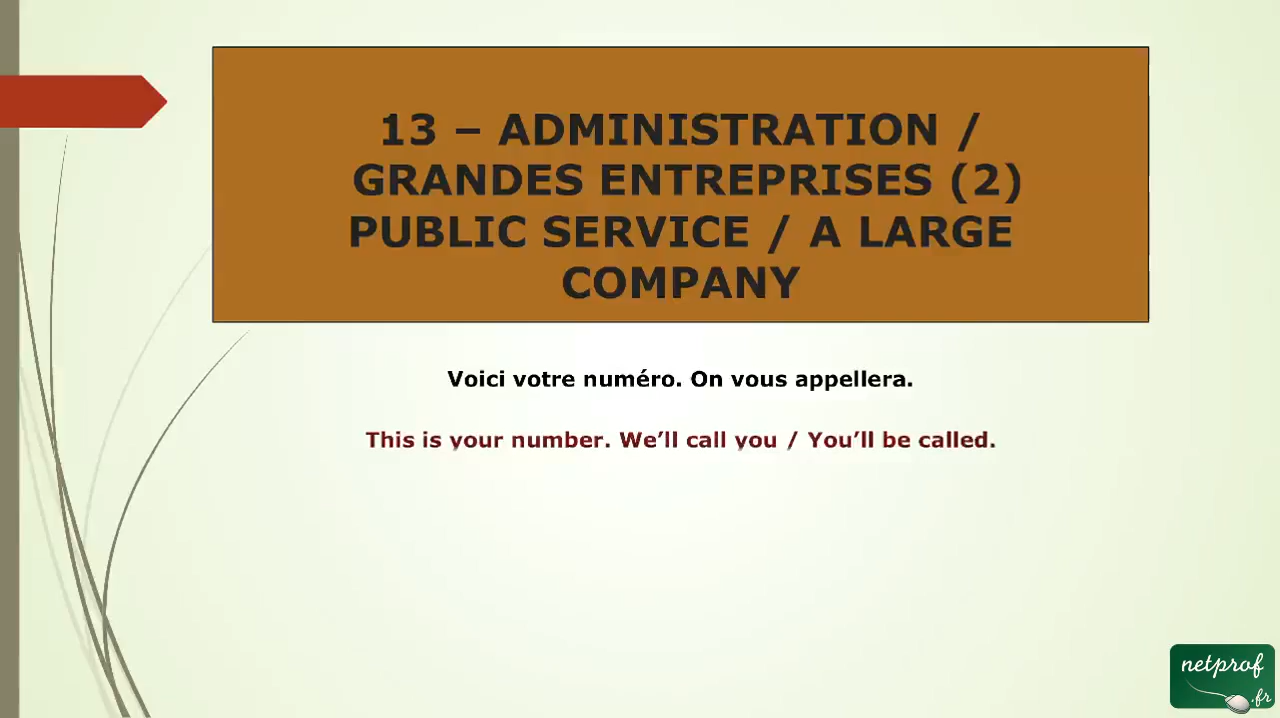 13 – ADMINISTRATION /
GRANDES ENTREPRISES (2)
PUBLIC SERVICE / A LARGE
COMPANY
Voici votre numéro. On vous appellera.
This is your number. We’ll call you / You’ll be called.
netprof
.fr